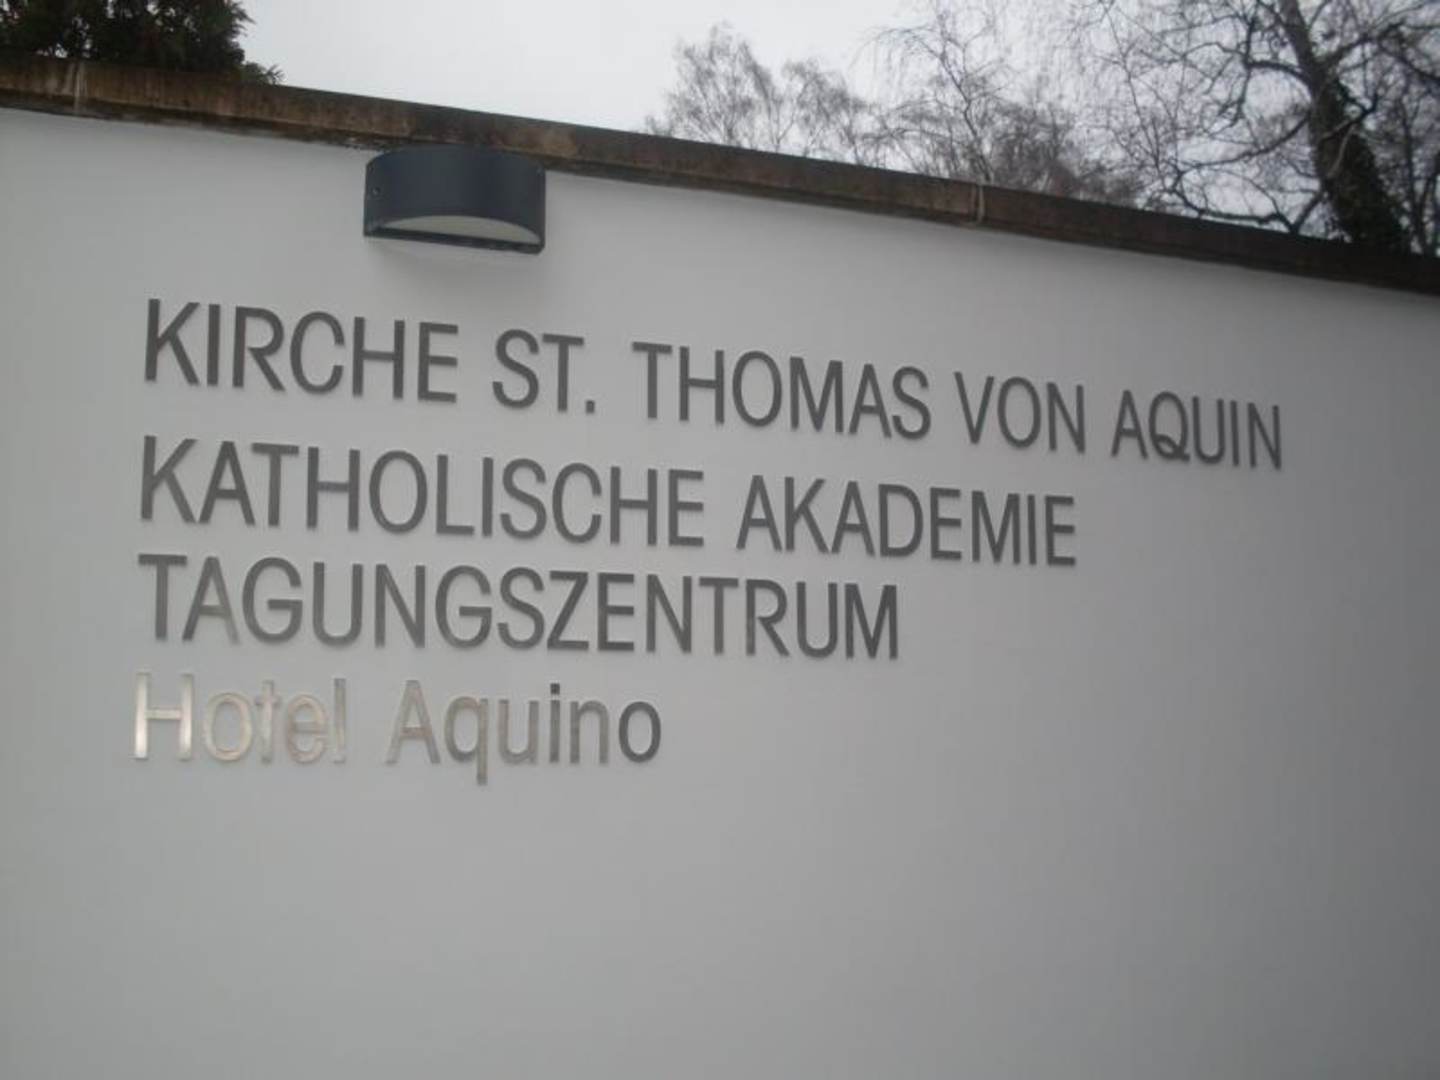 KIRCHE ST. THOMAS VON AQUIN
KATHOLISCHE AKADEMIE
TAGUNGSZENTRUM
Hotel Aquino